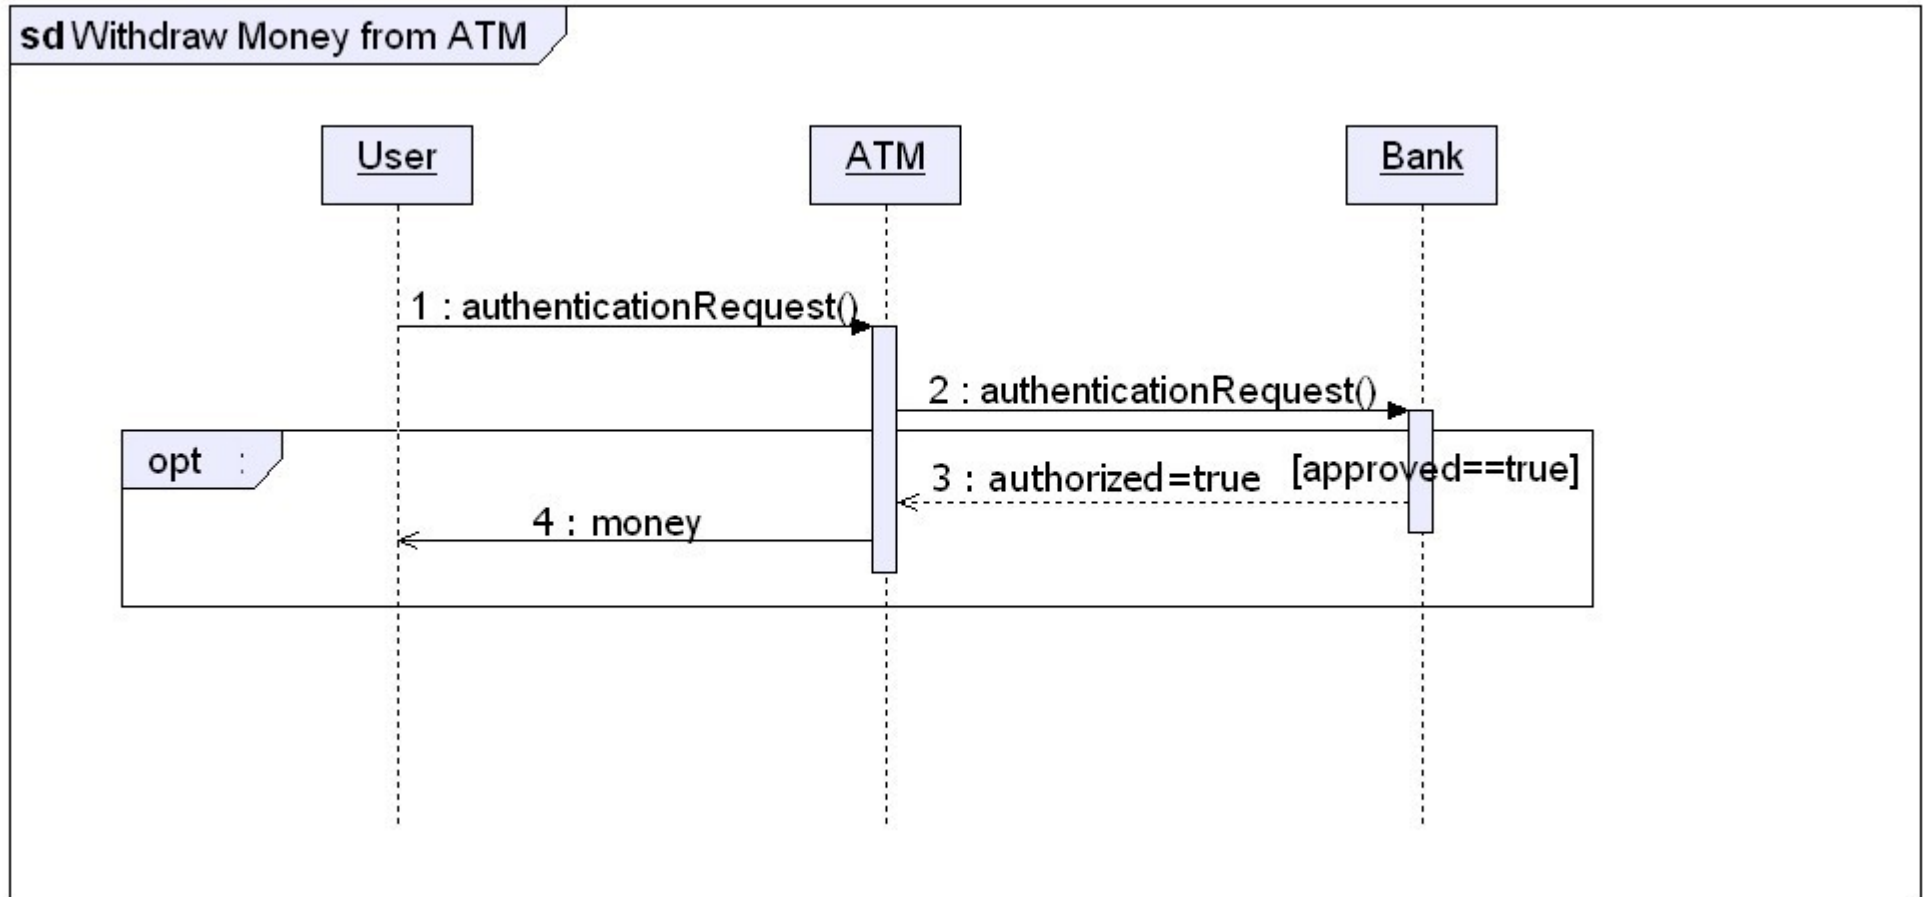 sd Withdraw Money from ATM
User
ATM
Bank
1 : authenticationRequest()
2 : authenticationRequest()
opt :
[approved==true]
3 : authorized=true
4 : money